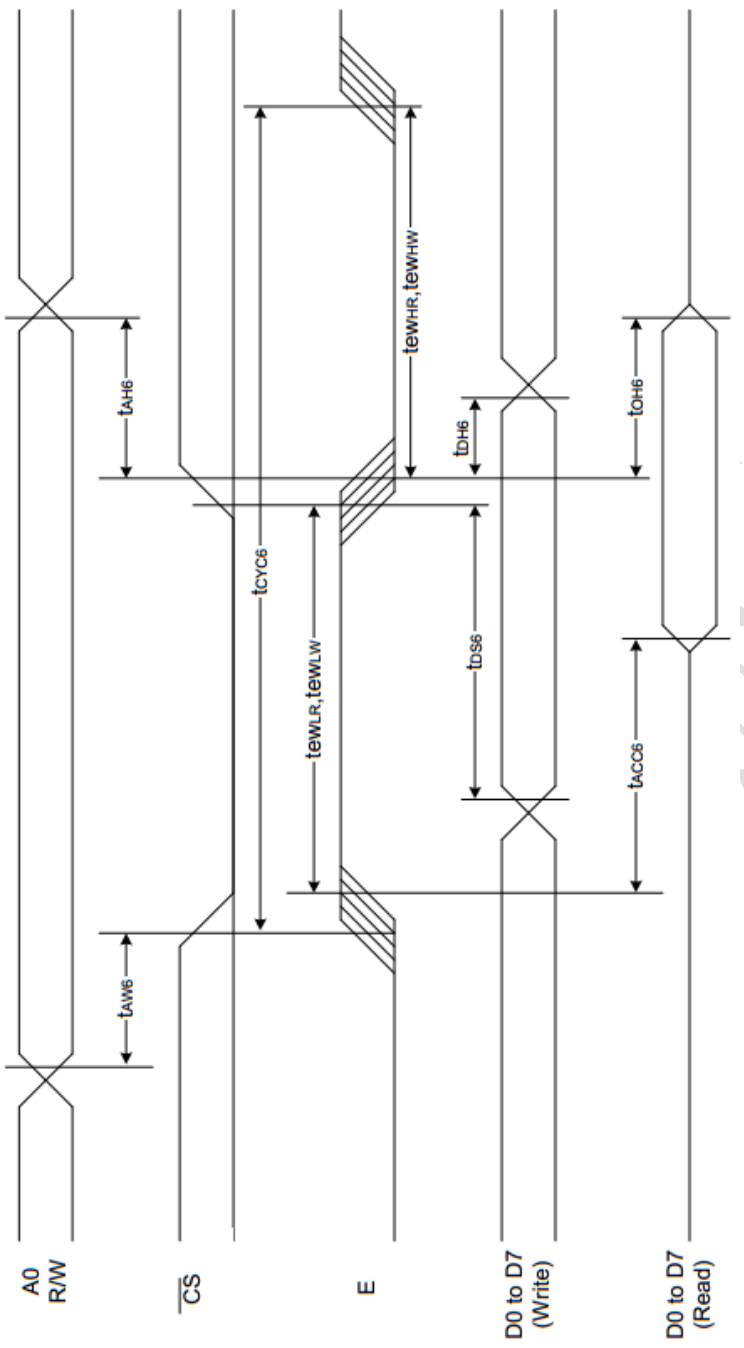 A0
R/W
CS
E
D0 to D7
(Write)
D0 to D7
(Read)
tAW6
tAH6
tCYC6
tewLR,tewLW
tewHR,tewHW
tDS6
tDH6
tACC6
tOH6